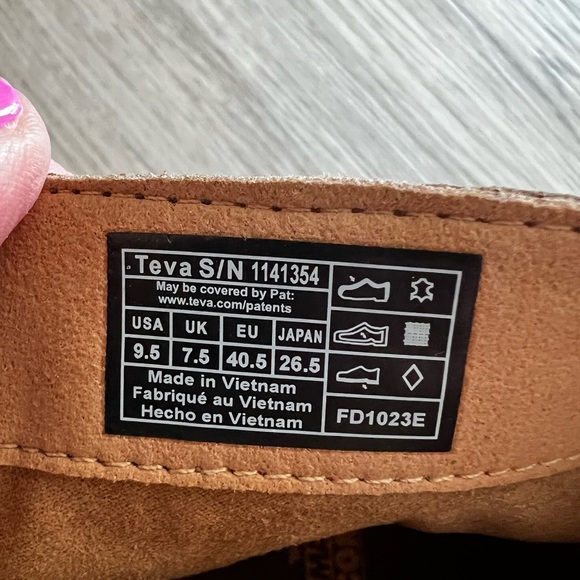 Teva S/N 1141354
May be covered by Pat:
www.teva.com/patents
USA UK EU JAPAN
9.5 7.5 40.5 26.5
Made in Vietnam
Fabriqué au Vietnam
Hecho en Vietnam
FD1023E